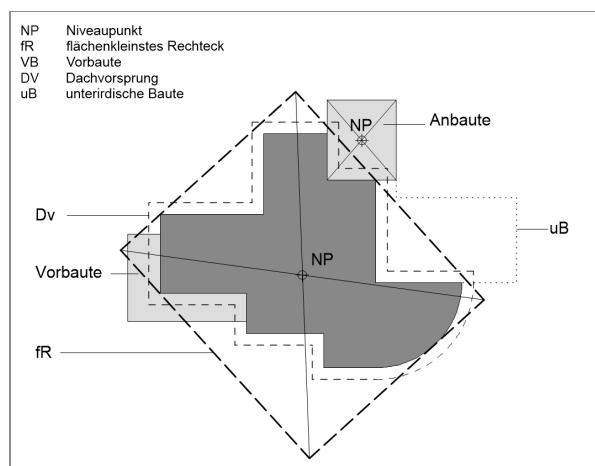 NP Niveaupunkt
fR flächenkleinstes Rechteck
VB Vorbaute
DV Dachvorsprung
uB unterirdische Baute
NP
Anbaute
Dv
uB
NP
Vorbaute
fR